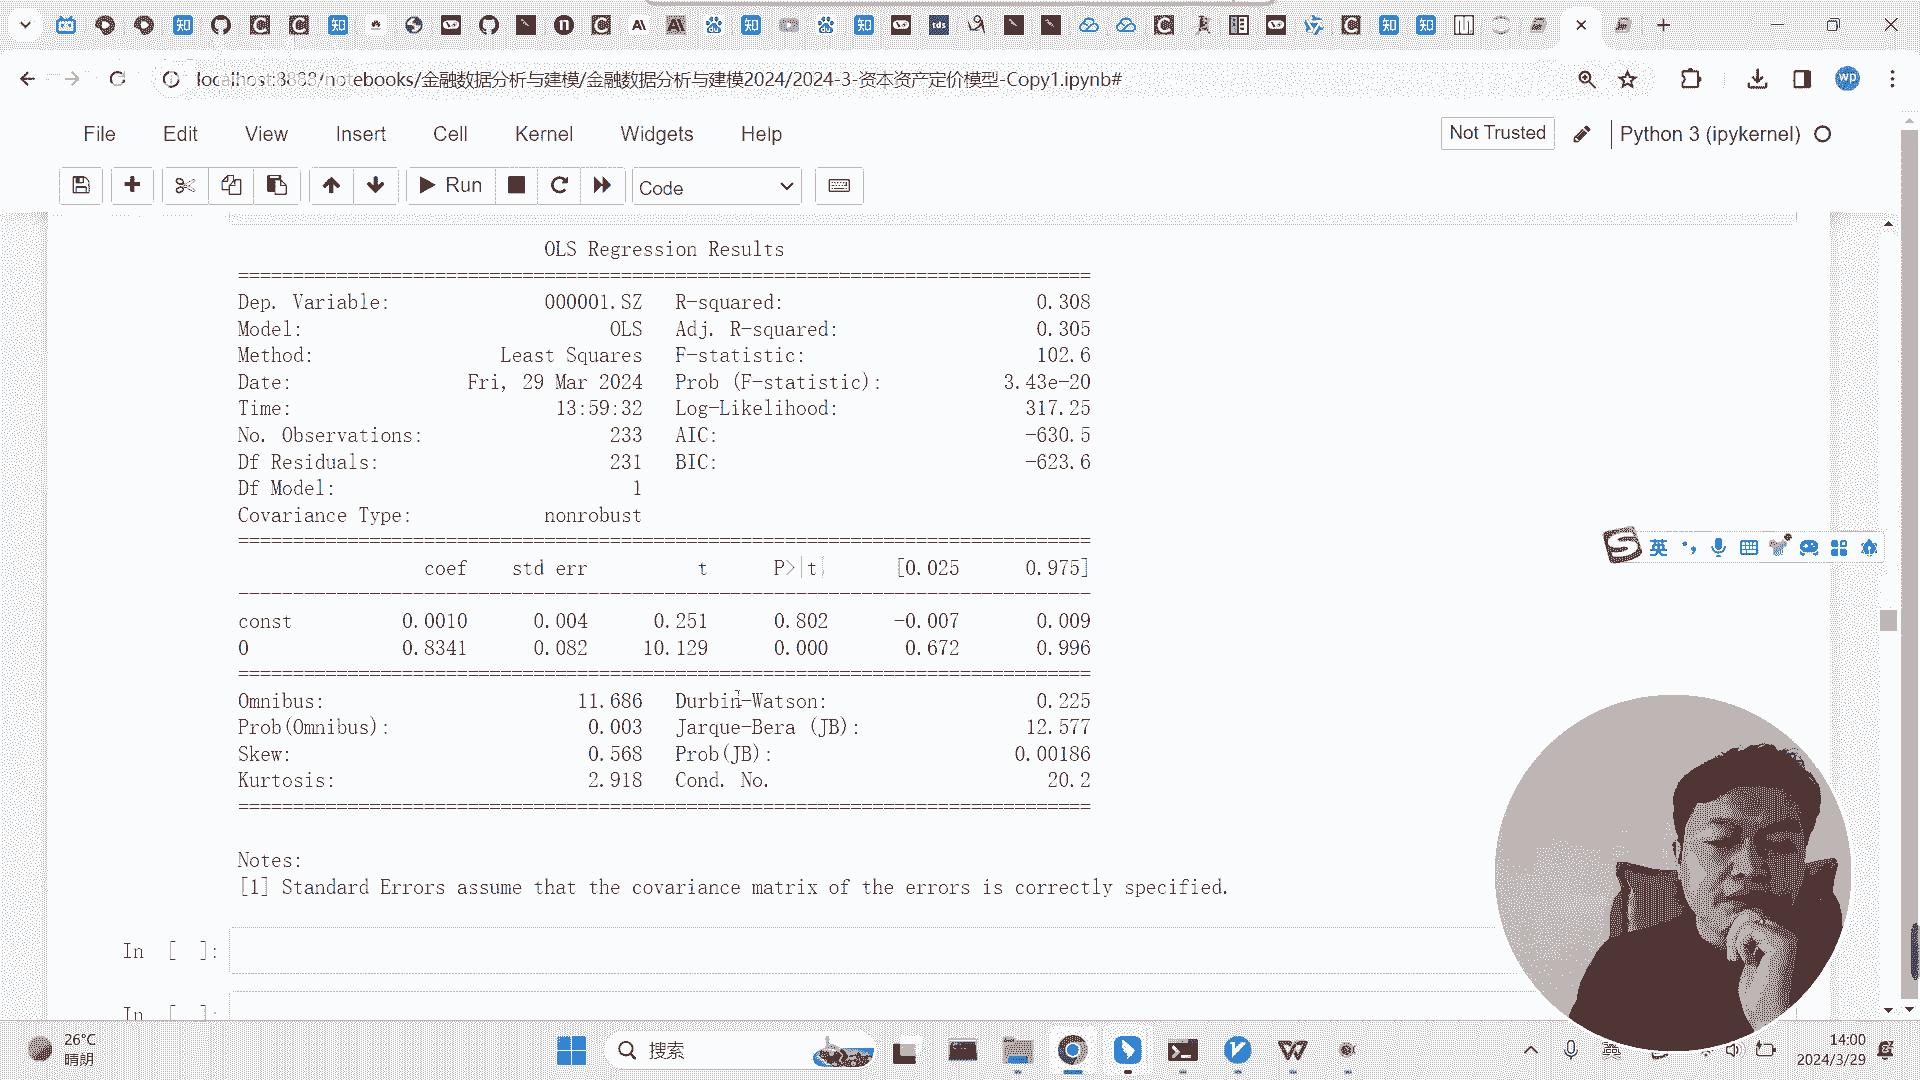 localhost:8888/notebooks/金融数据分析与建模/金融数据分析与建模2024/2024-3-资本资产定价模型-Copy1.ipynb#
wp
File Edit View Insert Cell Kernel Widgets Help
Not Trusted
Python 3 (ipykernel)
Run
Code
OLS Regression Results
==============================================================================
Dep. Variable: 000001.SZ R-squared: 0.308
Model: OLS Adj. R-squared: 0.305
Method: Least Squares F-statistic: 102.6
Date: Fri, 29 Mar 2024 Prob (F-statistic): 3.43e-20
Time: 13:59:32 Log-Likelihood: 317.25
No. Observations: 233 AIC: -630.5
Df Residuals: 231 BIC: -623.6
Df Model: 1
Covariance Type: nonrobust
==============================================================================
coef std err t P>|t| [0.025 0.975]
------------------------------------------------------------------------------
const 0.0010 0.004 0.251 0.802 -0.007 0.009
0 0.8341 0.082 10.129 0.000 0.672 0.996
==============================================================================
Omnibus: 11.686 Durbin-Watson: 0.225
Prob(Omnibus): 0.003 Jarque-Bera (JB): 12.577
Skew: 0.568 Prob(JB): 0.00186
Kurtosis: 2.918 Cond. No. 20.2
==============================================================================
Notes:
[1] Standard Errors assume that the covariance matrix of the errors is correctly specified.
In [ ]:
In [ ]:
英
26°C
晴朗
搜索
英
14:00
2024/3/29